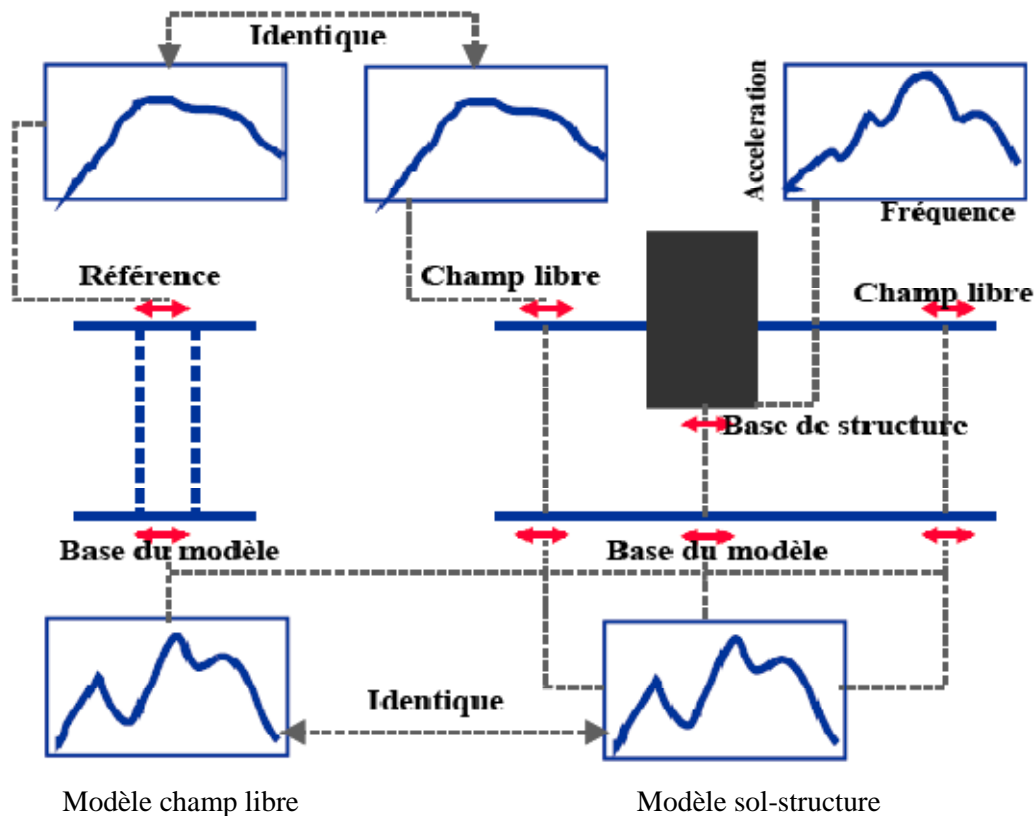 Identique
Acceleration
Fréquence
Référence
Champ libre
Champ libre
Base de structure
Base du modèle
Base du modèle
Identique
Modèle champ libre
Modèle sol-structure